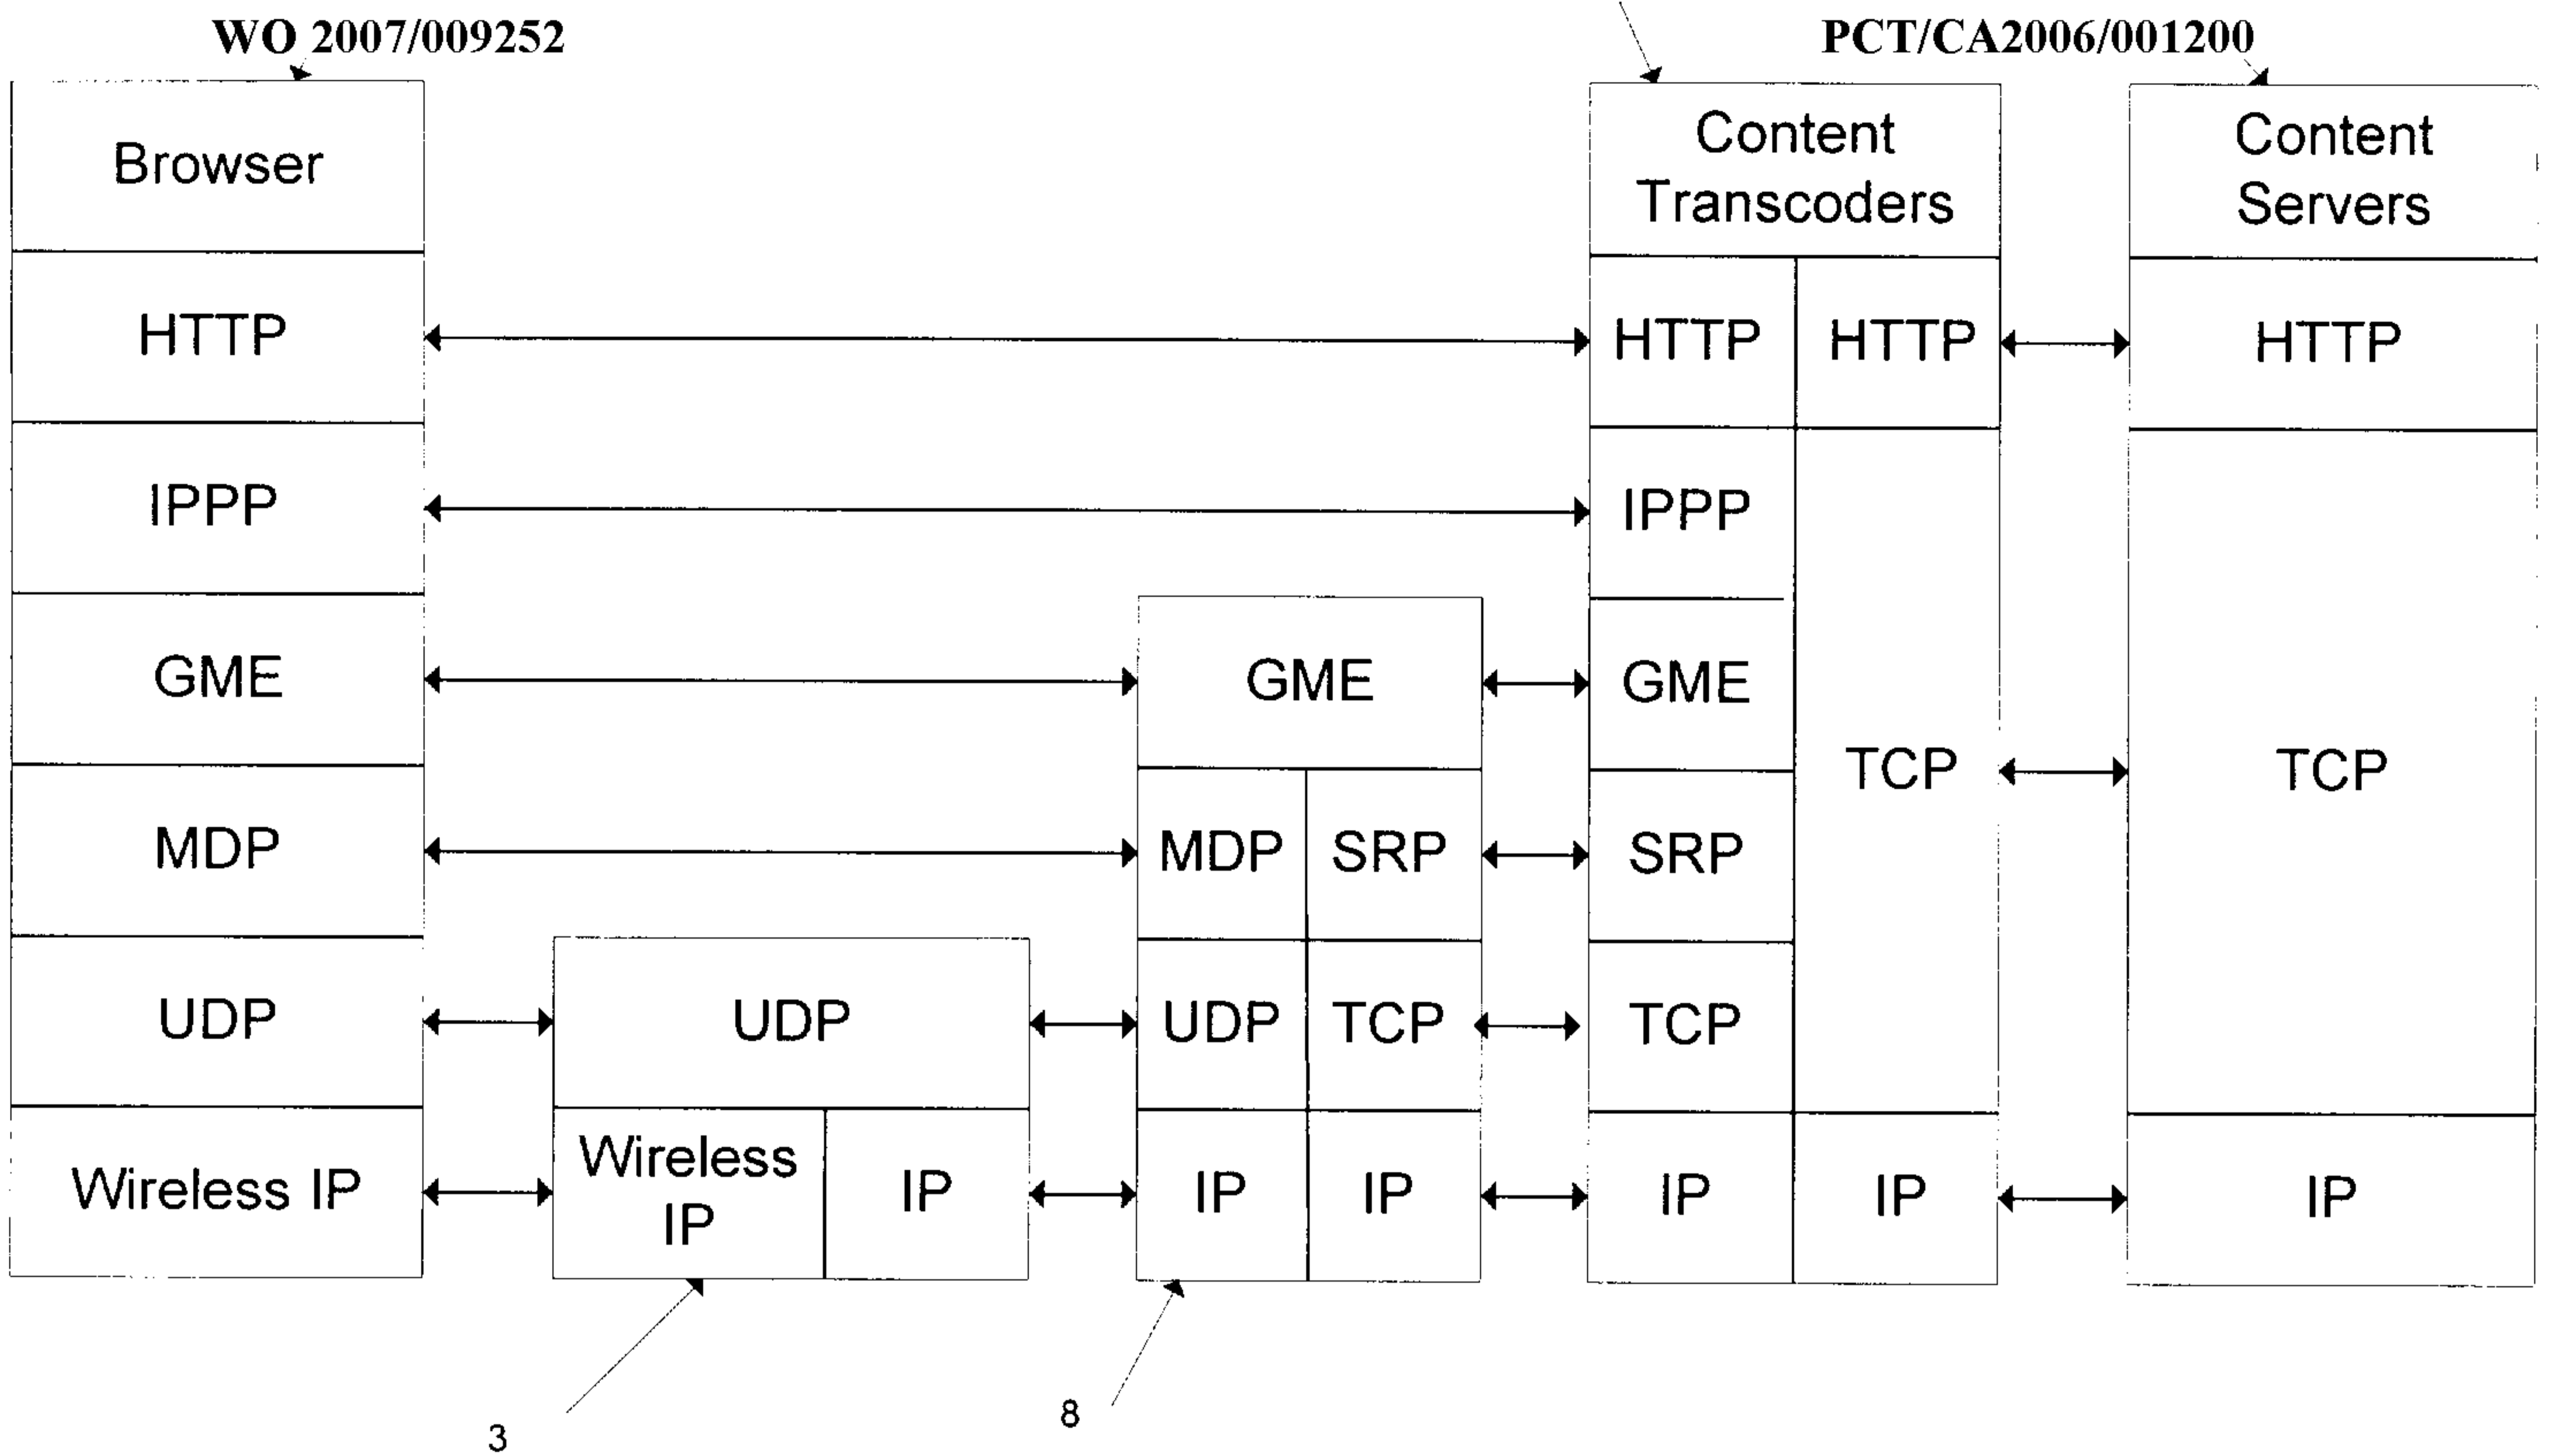 WO 2007/009252
PCT/CA2006/001200
Browser
Content
Transcoders
Content
Servers
HTTP
HTTP
HTTP
HTTP
IPPP
IPPP
GME
GME
GME
TCP
TCP
MDP
MDP
SRP
SRP
UDP
UDP
UDP
TCP
TCP
Wireless IP
Wireless
IP
IP
IP
IP
IP
IP
IP
3
8